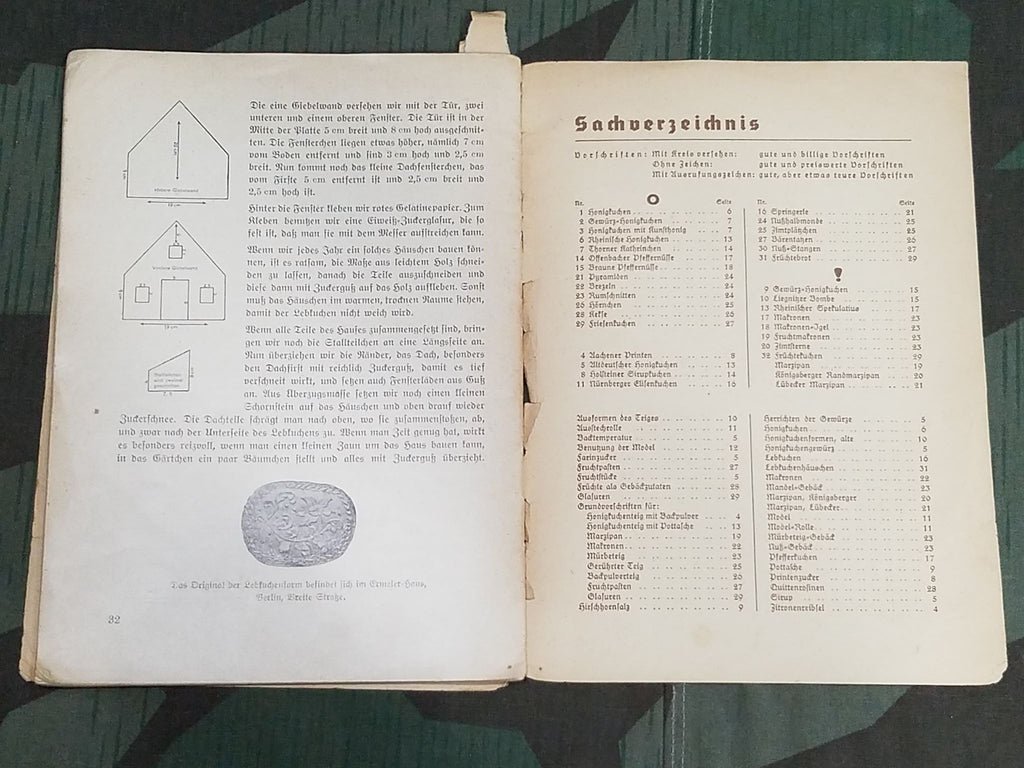 Die eine Giebelwand versehen wir mit der Tür, zwei
unteren und einem oberen Fenster. Die Tür ist in der
Mitte der Platte 5 cm breit und 8 cm hoch ausgeschnit-
ten. Die Fensterchen liegen etwas höher, nämlich 7 cm
vom Boden entfernt und sind 3 cm hoch und 2,5 cm
breit. Nun kommt noch das kleine Dachfensterchen, das
vom Firste 5 cm entfernt ist und 2,5 cm breit und
2,5 cm hoch ist.
Hinter die Fenster kleben wir rotes Gelatinepapier. Zum
Kleben benutzen wir eine Eiweiß-Zuckerglasur, die so
fest ist, daß man sie mit dem Messer aufstreichen kann.
Wenn wir jedes Jahr ein solches Häuschen bauen kön-
nen, ist es ratsam, die Maße aus leichtem Holz schnei-
den zu lassen, danach die Teile auszuschneiden und
diese dann mit Zuckerguß auf das Holz aufkleben. Sonst
muß das Häuschen im warmen, trocknen Raume stehen,
damit der Lebkuchen nicht weich wird.
Wenn alle Teile des Hauses zusammengesetzt sind, brin-
gen wir noch die Stallteilchen an eine Längsseite an.
Nun überziehen wir die Ränder, das Dach, besonders
den Dachfirst mit reichlich Zuckerguß, damit es tief
verschneit wirkt, und setzen auch Fensterläden aus Guß
an. Aus Überzugsmasse setzen wir noch einen kleinen
Schornstein auf das Häuschen und oben drauf wieder
Zuckerschnee. Die Dachteile schrägt man nach oben, wo sie zusammenstoßen, ab,
und zwar nach der Unterseite des Lebkuchens zu. Wenn man Zeit genug hat, wirkt
es besonders reizvoll, wenn man einen kleinen Zaun um das Haus bauen kann,
in das Gärtchen ein paar Bäumchen stellt und alles mit Zuckerguß überzieht.
Hintere Giebelwand
19 cm
Vordere Giebelwand
19 cm
Das Original der Lebkuchenform befindet sich im Ermeler-Haus,
Berlin, Breite Straße.
32
Sachverzeichnis
Vorschriften: Mit Kreis versehen: gute und billige Vorschriften
Ohne Zeichen: gute und preiswerte Vorschriften
Mit Ausrufungszeichen: gute, aber etwas teure Vorschriften
O
Nr. Seite
1 Honigkuchen 6
2 Gewürz-Honigkuchen 7
3 Honigkuchen mit Kunsthonig 7
6 Rheinische Honigkuchen 13
7 Thorner Katheinchen 14
14 Offenbacher Pfeffernüsse 17
15 Braune Pfeffernüsse 18
21 Pyramiden 24
22 Brezeln 24
23 Rumschnitten 24
26 Hörnchen 25
28 Kekse 26
29 Friesenkuchen 27
4 Aachener Printen 8
5 Altdeutscher Honigkuchen 13
8 Holsteiner Sirupkuchen 14
11 Nürnberger Elisenkuchen 16
Nr. Seite
16 Springerle 21
24 Nußhalbmonde 25
25 Zimtplätzchen 25
27 Bärentatzen 26
30 Nuß-Stangen 27
31 Früchtebrot 29
!
9 Gewürz-Honigkuchen 15
10 Liegnitzer Bombe 15
13 Rheinischer Spekulatius 17
17 Makronen 23
18 Makronen-Igel 23
19 Fruchtmakronen 23
20 Zimtsterne 23
32 Früchtekuchen 29
Marzipan 19
Königsberger Randmarzipan 20
Lübecker Marzipan 21
Ausformen des Teiges 10
Ausstechrolle 11
Backtemperatur 5
Benutzung der Model 12
Farinzucker 5
Fruchtpasten 27
Fruchtstücke 5
Früchte als Gebäckzutaten 28
Glasuren 29
Grundvorschriften für:
Honigkuchenteig mit Backpulver 4
Honigkuchenteig mit Pottasche 13
Marzipan 19
Makronen 22
Mürbeteig 23
Gerührter Teig 25
Backpulverteig 26
Fruchtpasten 27
Glasuren 29
Hirschhornsalz 9
Herrichten der Gewürze 5
Honigkuchen 6
Honigkuchenformen, alte 10
Honigkuchengewürz 5
Lebkuchen 16
Lebkuchenhäuschen 31
Makronen 22
Mandel-Gebäck 23
Marzipan, Königsberger 20
Marzipan, Lübecker 21
Model 11
Model-Rolle 11
Mürbeteig-Gebäck 23
Nuß-Gebäck 23
Pfefferkuchen 17
Pottasche 9
Printenzucker 8
Quittenrosinen 28
Sirup 5
Zitronenreibsel 4